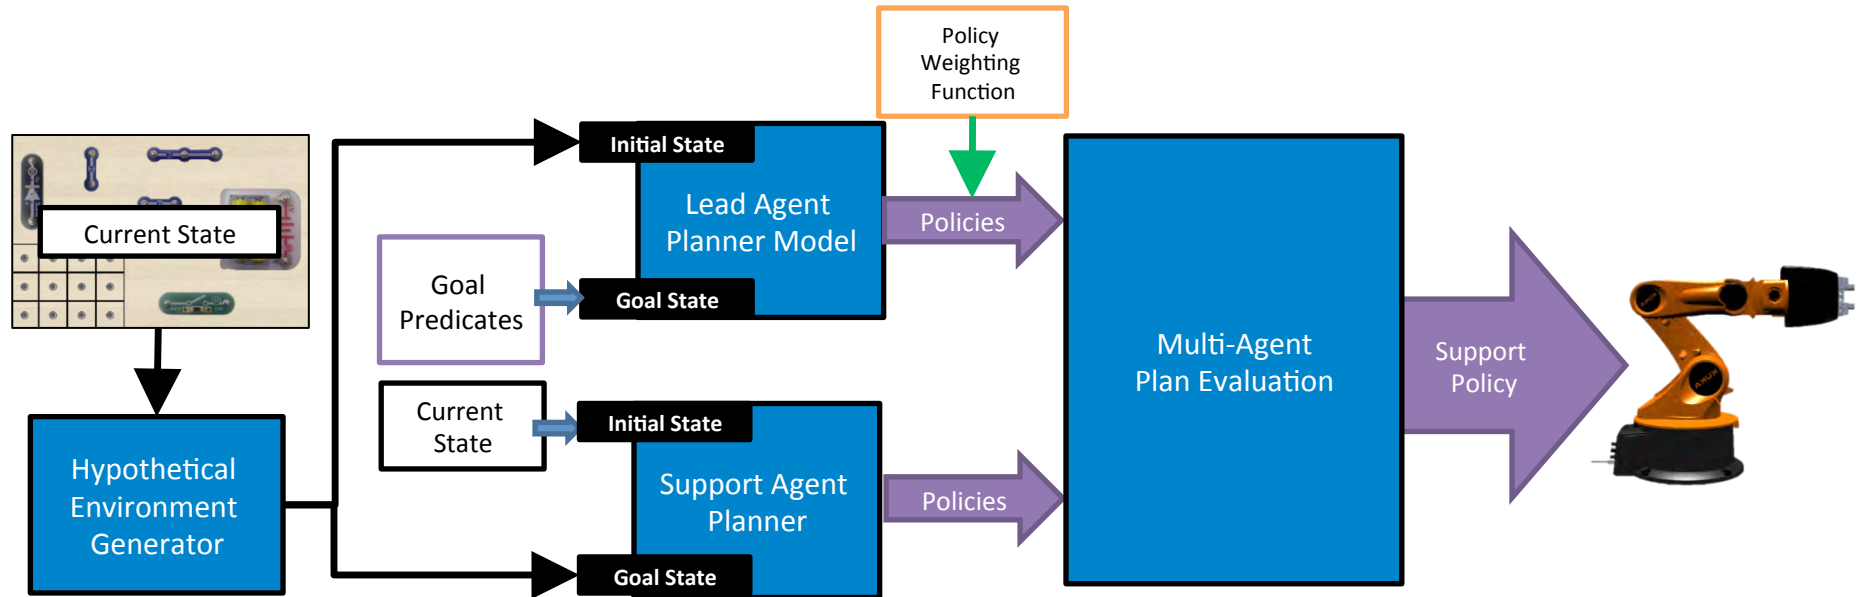 Policy
Weighting
Function
Initial State
Lead Agent
Planner Model
Policies
Current State
Goal
Predicates
Goal State
Multi-Agent
Plan Evaluation
Support
Policy
Current
State
Initial State
Hypothetical
Environment
Generator
Support Agent
Planner
Policies
Goal State
KUKA